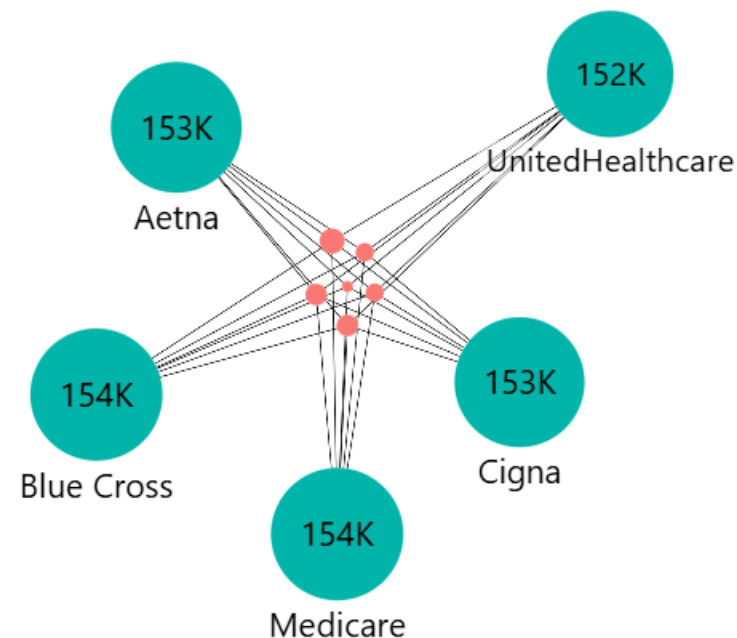 152K
UnitedHealthcare
153K
Aetna
154K
Blue Cross
153K
Cigna
154K
Medicare